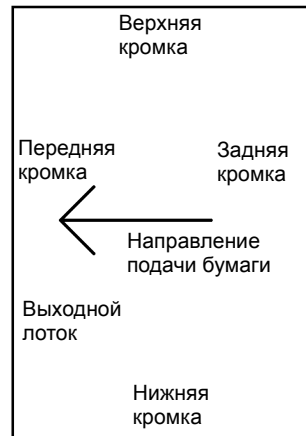 Верхняя
кромка
Передняя
кромка
Задняя
кромка
Направление
подачи бумаги
Выходной
лоток
Нижняя
кромка